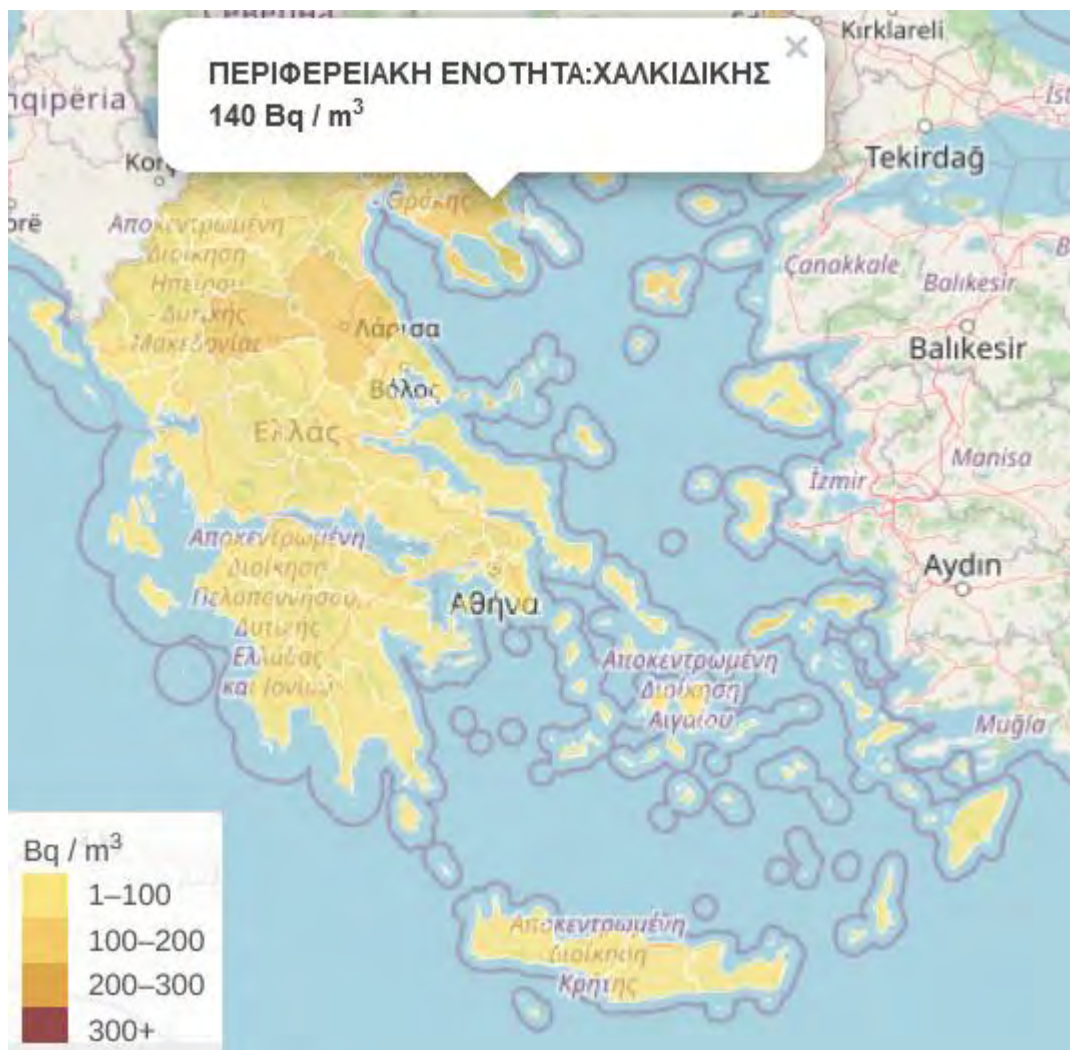 ΠΕΡΙΦΕΡΕΙΑΚΗ ΕΝΟΤΗΤΑ:ΧΑΛΚΙΔΙΚΗΣ
140 Bq / m³
×
Kırklareli
qipëria
Tekirdağ
Θράκης
Αποκεντρωμένη
Διοίκηση
Ηπείρου
- Δυτικής
Μακεδονίας
Çanakkale
Balıkesir
Λάρισα
Balıkesir
Βόλος
Ελλάς
Manisa
İzmir
Αποκεντρωμένη
Διοίκηση
Πελοποννήσου,
Δυτικής
Ελλάδας
και Ιονίου
Aydın
Αθήνα
Αποκεντρωμένη
Διοίκηση
Αιγαίου
Muğla
Bq / m³
1–100
100–200
200–300
300+
Αποκεντρωμένη
Διοίκηση
Κρήτης